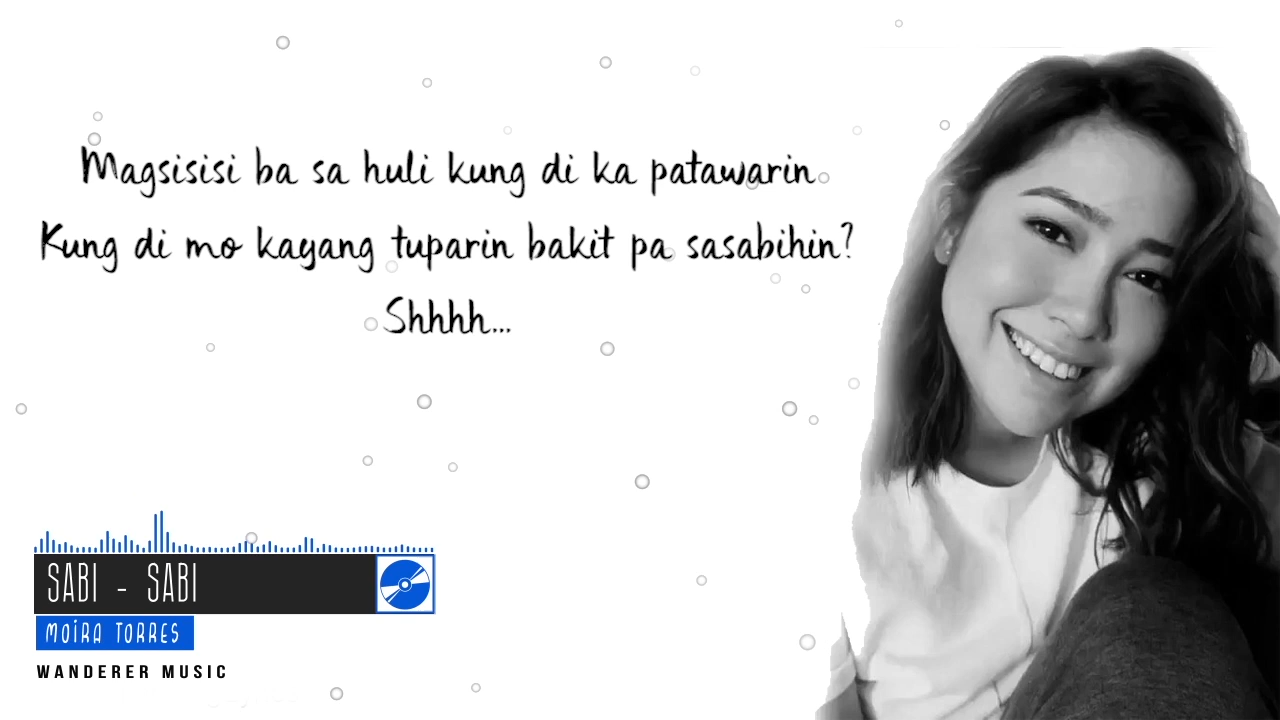 Magsisisi ba sa huli kung di ka patawarin
Kung di mo kayang tuparin bakit pa sasabihin?
Shhhh...
SABI - SABI
MOIRA TORRES
WANDERER MUSIC